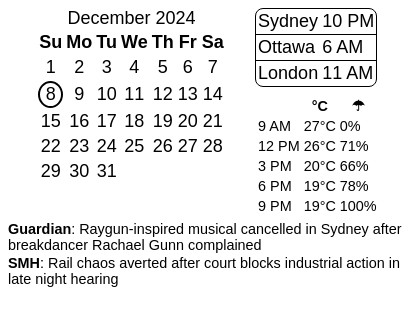 December 2024
Su Mo Tu We Th Fr Sa
1 2 3 4 5 6 7
8 9 10 11 12 13 14
15 16 17 18 19 20 21
22 23 24 25 26 27 28
29 30 31
Sydney 10 PM
Ottawa 6 AM
London 11 AM
°C ☂
9 AM 27°C 0%
12 PM 26°C 71%
3 PM 20°C 66%
6 PM 19°C 78%
9 PM 19°C 100%
Guardian: Raygun-inspired musical cancelled in Sydney after
breakdancer Rachael Gunn complained
SMH: Rail chaos averted after court blocks industrial action in
late night hearing